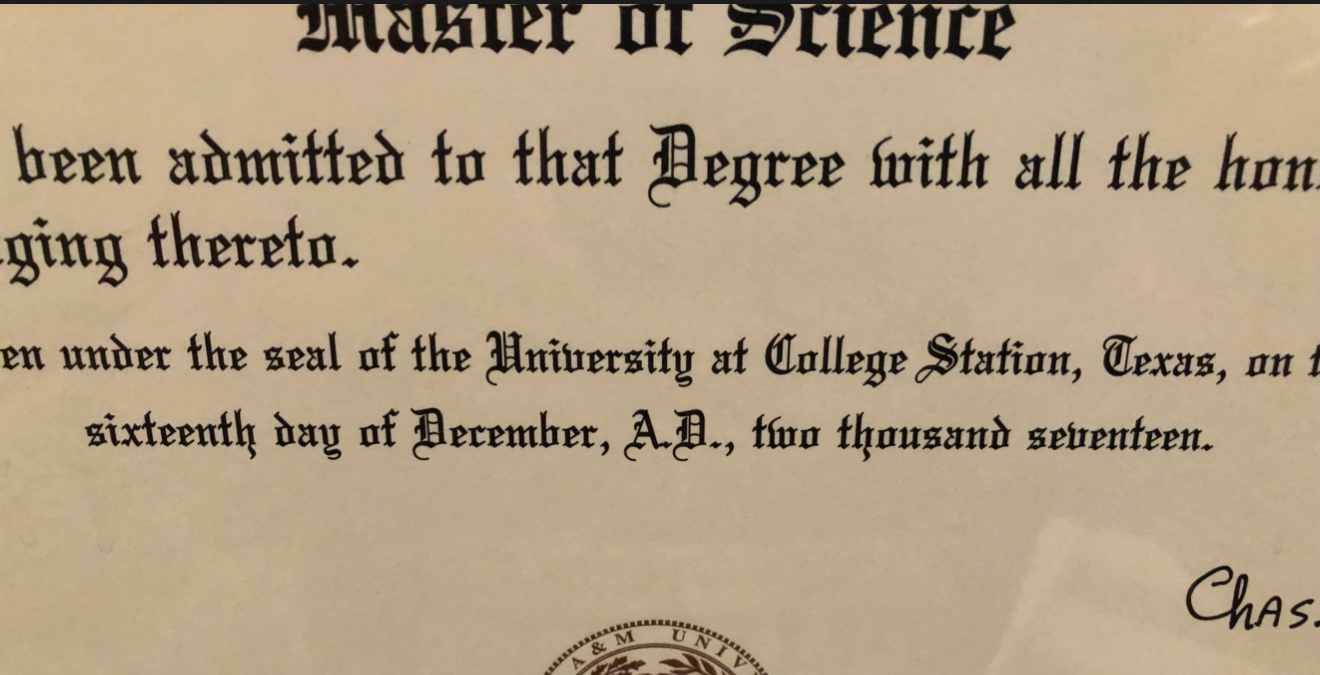 Master of Science
been admitted to that Degree with all the hon
ging thereto.
en under the seal of the University at College Station, Texas, on t
sixteenth day of December, A.D., two thousand seventeen.
Chas.
A & M UNIV